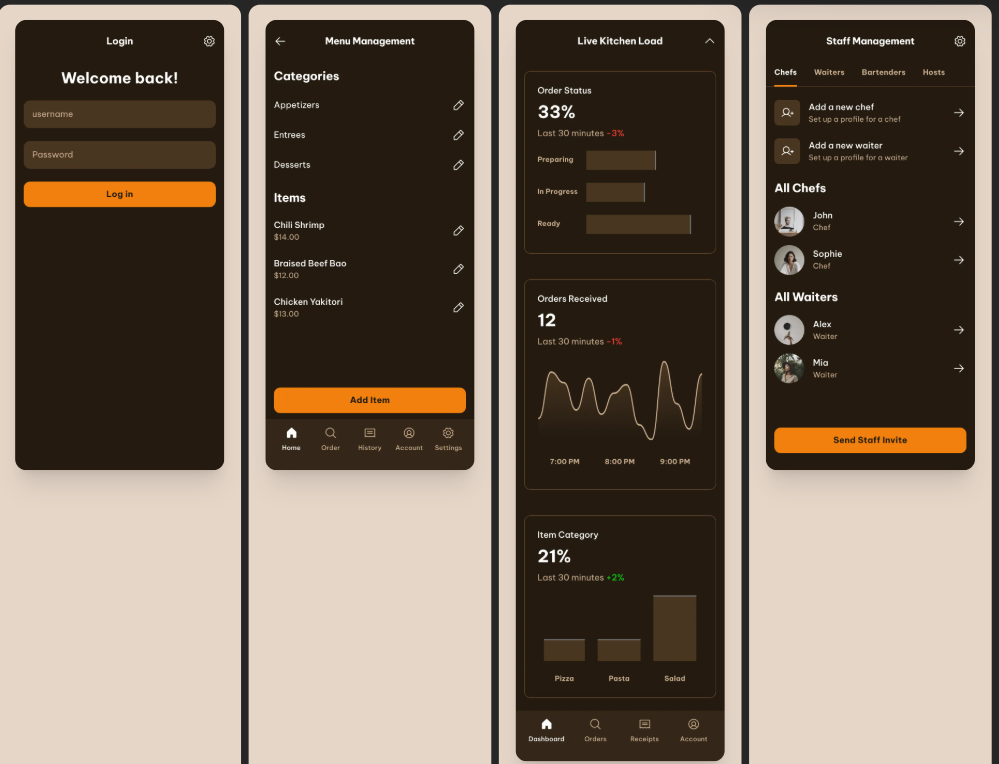 Login
Welcome back!
username
Password
Log in
Menu Management
Categories
Appetizers
Entrees
Desserts
Items
Chili Shrimp
$14.00
Braised Beef Bao
$12.00
Chicken Yakitori
$13.00
Add Item
Home Order History Account Settings
Live Kitchen Load
Order Status
33%
Last 30 minutes -3%
Preparing
In Progress
Ready
Orders Received
12
Last 30 minutes -1%
7:00 PM 8:00 PM 9:00 PM
Item Category
21%
Last 30 minutes +2%
Pizza Pasta Salad
Dashboard Orders Receipts Account
Staff Management
Chefs Waiters Bartenders Hosts
Add a new chef
Set up a profile for a chef
Add a new waiter
Set up a profile for a waiter
All Chefs
John
Chef
Sophie
Chef
All Waiters
Alex
Waiter
Mia
Waiter
Send Staff Invite